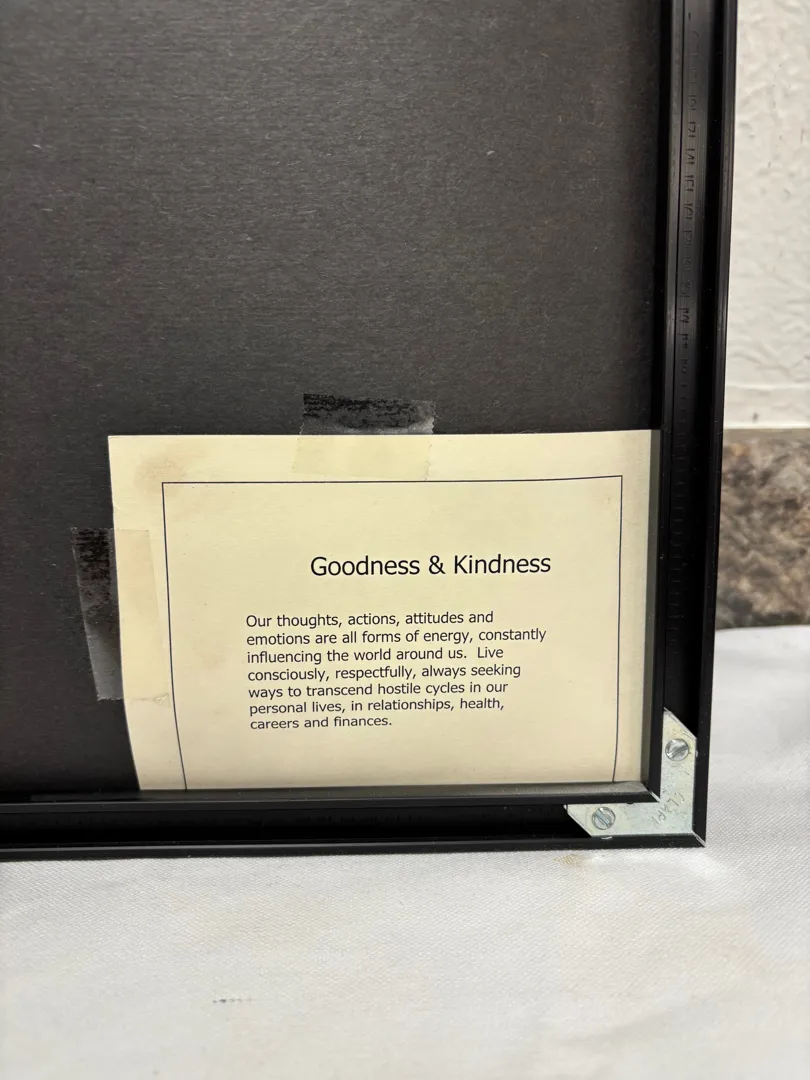 Goodness & Kindness
Our thoughts, actions, attitudes and
emotions are all forms of energy, constantly
influencing the world around us.  Live
consciously, respectfully, always seeking
ways to transcend hostile cycles in our
personal lives, in relationships, health,
careers and finances.